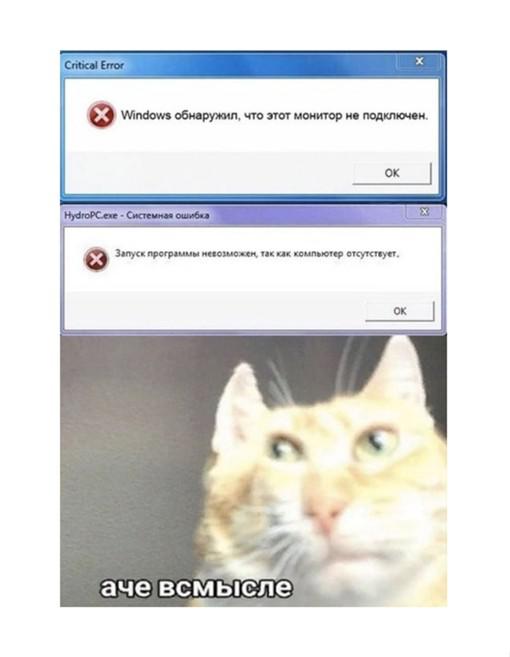 Critical Error
Windows обнаружил, что этот монитор не подключен.
OK
HydroPC.exe - Системная ошибка
Запуск программы невозможен, так как компьютер отсутствует.
OK
аче всмысле